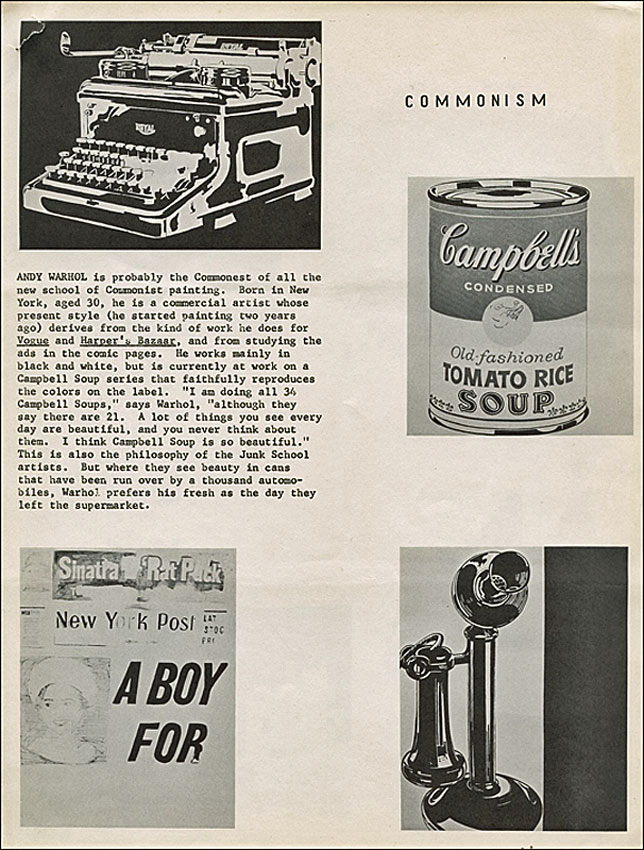 ROYAL
ROYAL
COMMONISM
Campbell's
CONDENSED
Old-fashioned
TOMATO RICE
SOUP
ANDY WARHOL is probably the Commonest of all the
new school of Commonist painting. Born in New
York, aged 30, he is a commercial artist whose
present style (he started painting two years
ago) derives from the kind of work he does for
Vogue and Harper's Bazaar, and from studying the
ads in the comic pages. He works mainly in
black and white, but is currently at work on a
Campbell Soup series that faithfully reproduces
the colors on the label. "I am doing all 34
Campbell Soups," says Warhol, "although they
say there are 21. A lot of things you see every
day are beautiful, and you never think about
them. I think Campbell Soup is so beautiful."
This is also the philosophy of the Junk School
artists. But where they see beauty in cans
that have been run over by a thousand automo-
biles, Warhol prefers his fresh as the day they
left the supermarket.
Sinatra Rat Pack
New York Post
LAT
STOC
PRI
A BOY
FOR